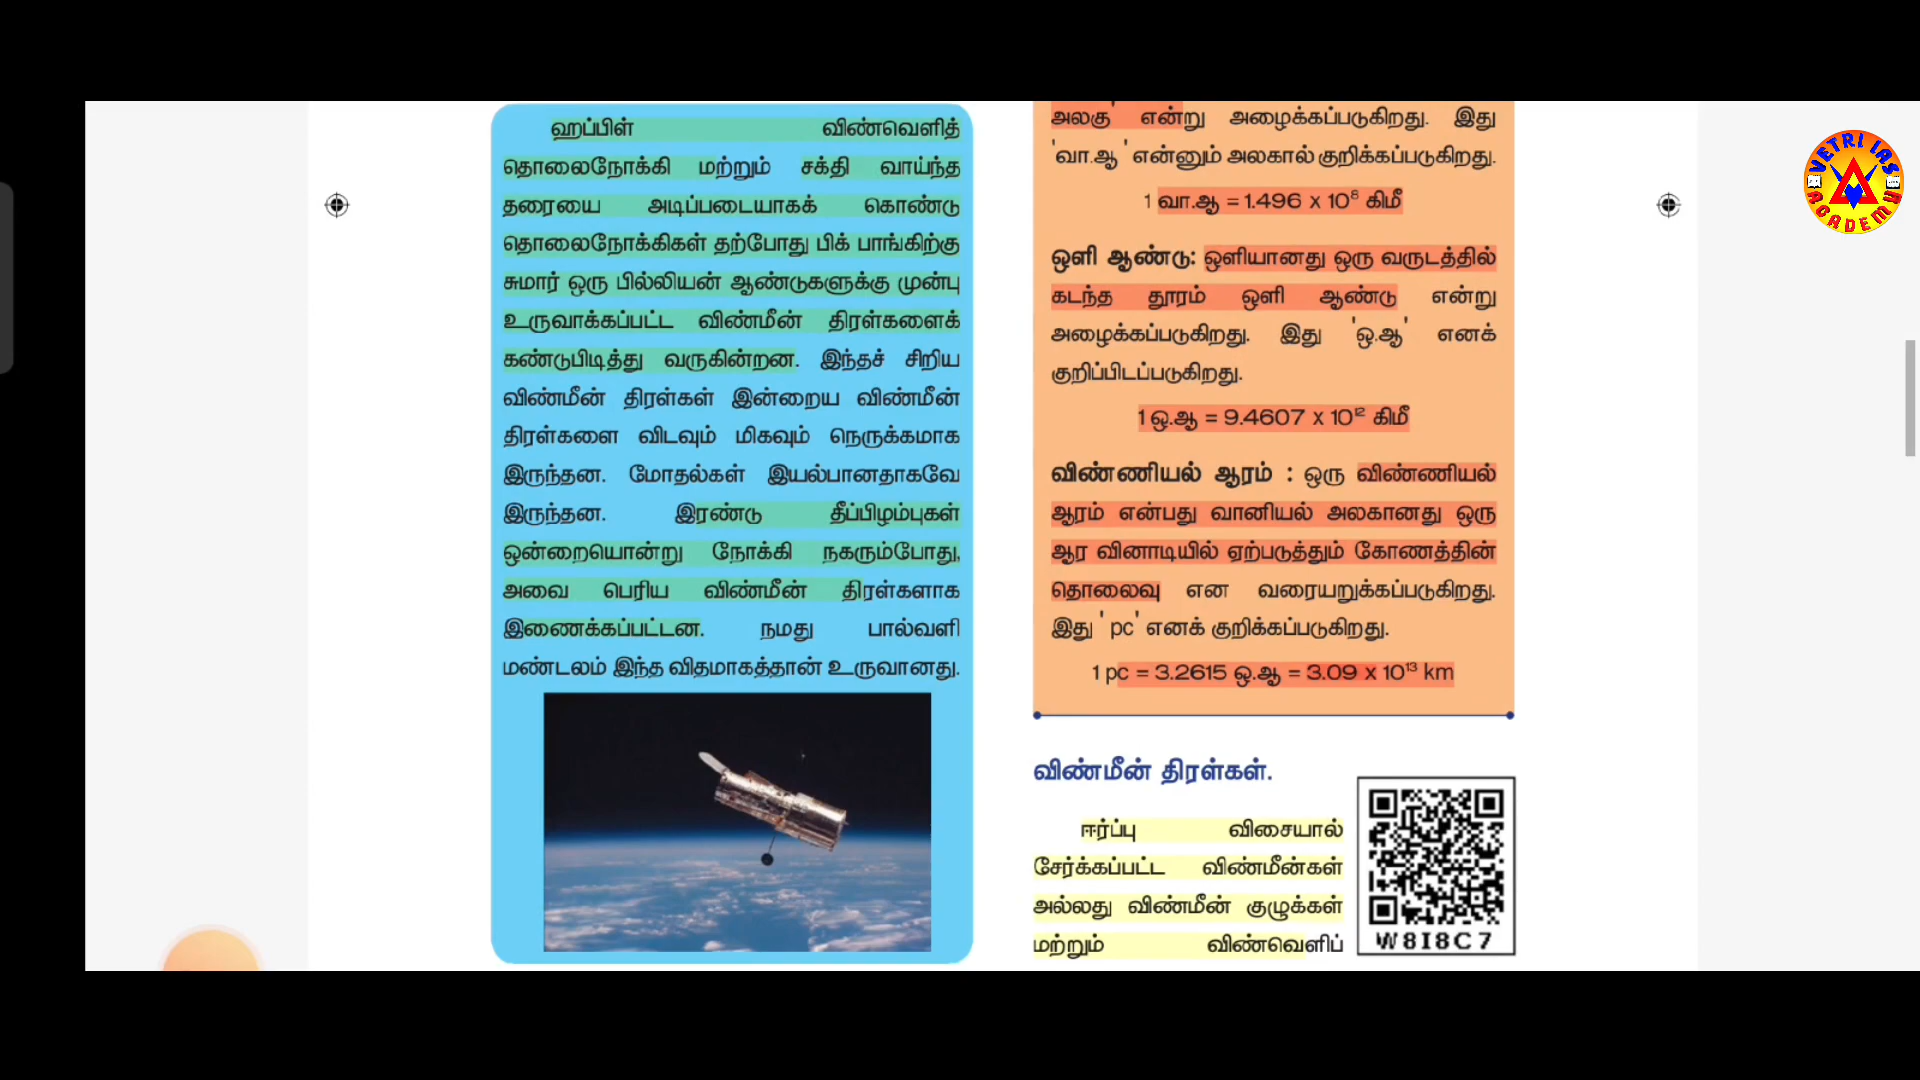 ஹப்பிள் விண்வெளித்
தொலைநோக்கி மற்றும் சக்தி வாய்ந்த
தரையை அடிப்படையாகக் கொண்டு
தொலைநோக்கிகள் தற்போது பிக் பாங்கிற்கு
சுமார் ஒரு பில்லியன் ஆண்டுகளுக்கு முன்பு
உருவாக்கப்பட்ட விண்மீன் திரள்களைக்
கண்டுபிடித்து வருகின்றன. இந்தச் சிறிய
விண்மீன் திரள்கள் இன்றைய விண்மீன்
திரள்களை விடவும் மிகவும் நெருக்கமாக
இருந்தன. மோதல்கள் இயல்பானதாகவே
இருந்தன. இரண்டு தீப்பிழம்புகள்
ஒன்றையொன்று நோக்கி நகரும்போது,
அவை பெரிய விண்மீன் திரள்களாக
இணைக்கப்பட்டன. நமது பால்வளி
மண்டலம் இந்த விதமாகத்தான் உருவானது.
அலகு' என்று அழைக்கப்படுகிறது. இது
'வா.ஆ ' என்னும் அலகால் குறிக்கப்படுகிறது.
1 வா.ஆ = 1.496 x 10⁸ கிமீ
ஒளி ஆண்டு: ஒளியானது ஒரு வருடத்தில்
கடந்த தூரம் ஒளி ஆண்டு என்று
அழைக்கப்படுகிறது. இது 'ஒ.ஆ' எனக்
குறிப்பிடப்படுகிறது.
1 ஒ.ஆ = 9.4607 x 10¹² கிமீ
விண்ணியல் ஆரம் : ஒரு விண்ணியல்
ஆரம் என்பது வானியல் அலகானது ஒரு
ஆர வினாடியில் ஏற்படுத்தும் கோணத்தின்
தொலைவு என வரையறுக்கப்படுகிறது.
இது ' pc' எனக் குறிக்கப்படுகிறது.
1 pc = 3.2615 ஒ.ஆ = 3.09 x 10¹³ km
விண்மீன் திரள்கள்.
ஈர்ப்பு விசையால்
சேர்க்கப்பட்ட விண்மீன்கள்
அல்லது விண்மீன் குழுக்கள்
மற்றும் விண்வெளிப்
W8I8C7
VETRI IAS
ACADEMY